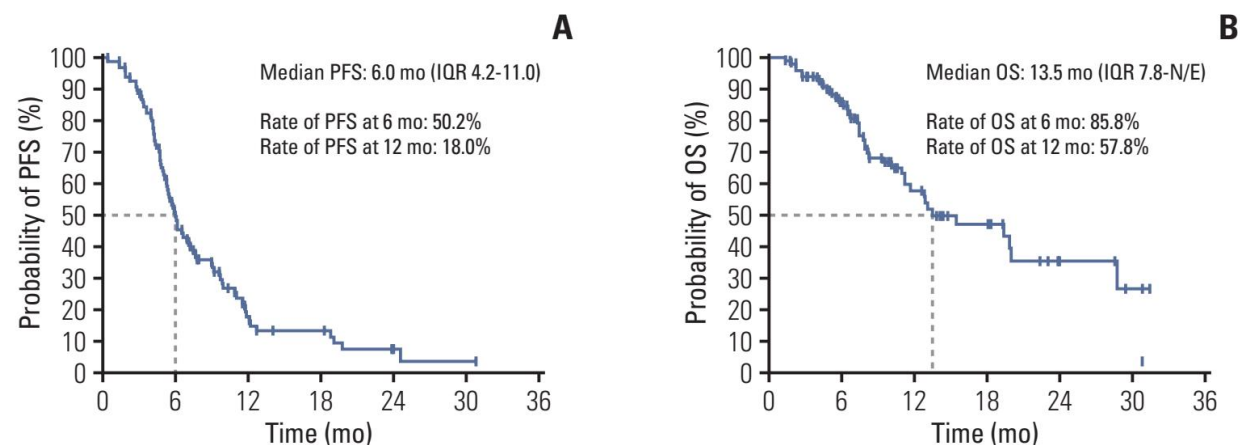 A
Probability of PFS (%)
100
90
80
70
60
50
40
30
20
10
0
Median PFS: 6.0 mo (IQR 4.2-11.0)
Rate of PFS at 6 mo: 50.2%
Rate of PFS at 12 mo: 18.0%
0 6 12 18 24 30 36
Time (mo)
B
Probability of OS (%)
100
90
80
70
60
50
40
30
20
10
0
Median OS: 13.5 mo (IQR 7.8-N/E)
Rate of OS at 6 mo: 85.8%
Rate of OS at 12 mo: 57.8%
0 6 12 18 24 30 36
Time (mo)